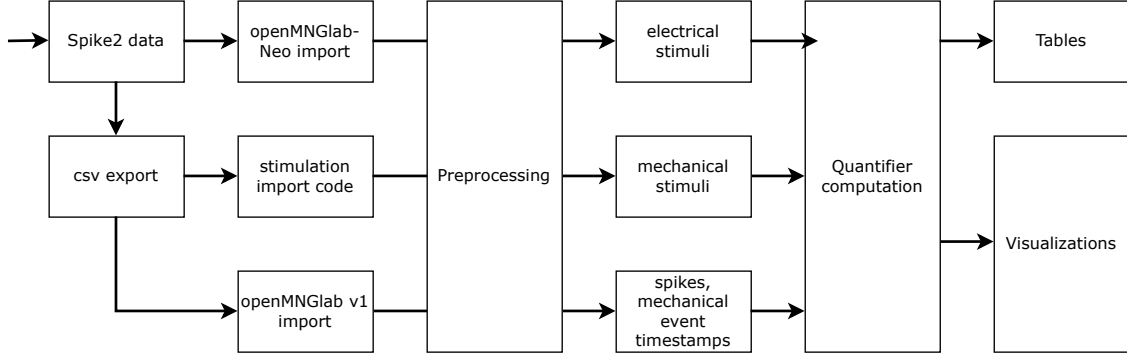 Spike2 data
openMNGlab-
Neo import
electrical
stimuli
Tables
csv export
stimulation
import code
Preprocessing
mechanical
stimuli
Quantifier
computation
Visualizations
openMNGlab v1
import
spikes,
mechanical
event
timestamps